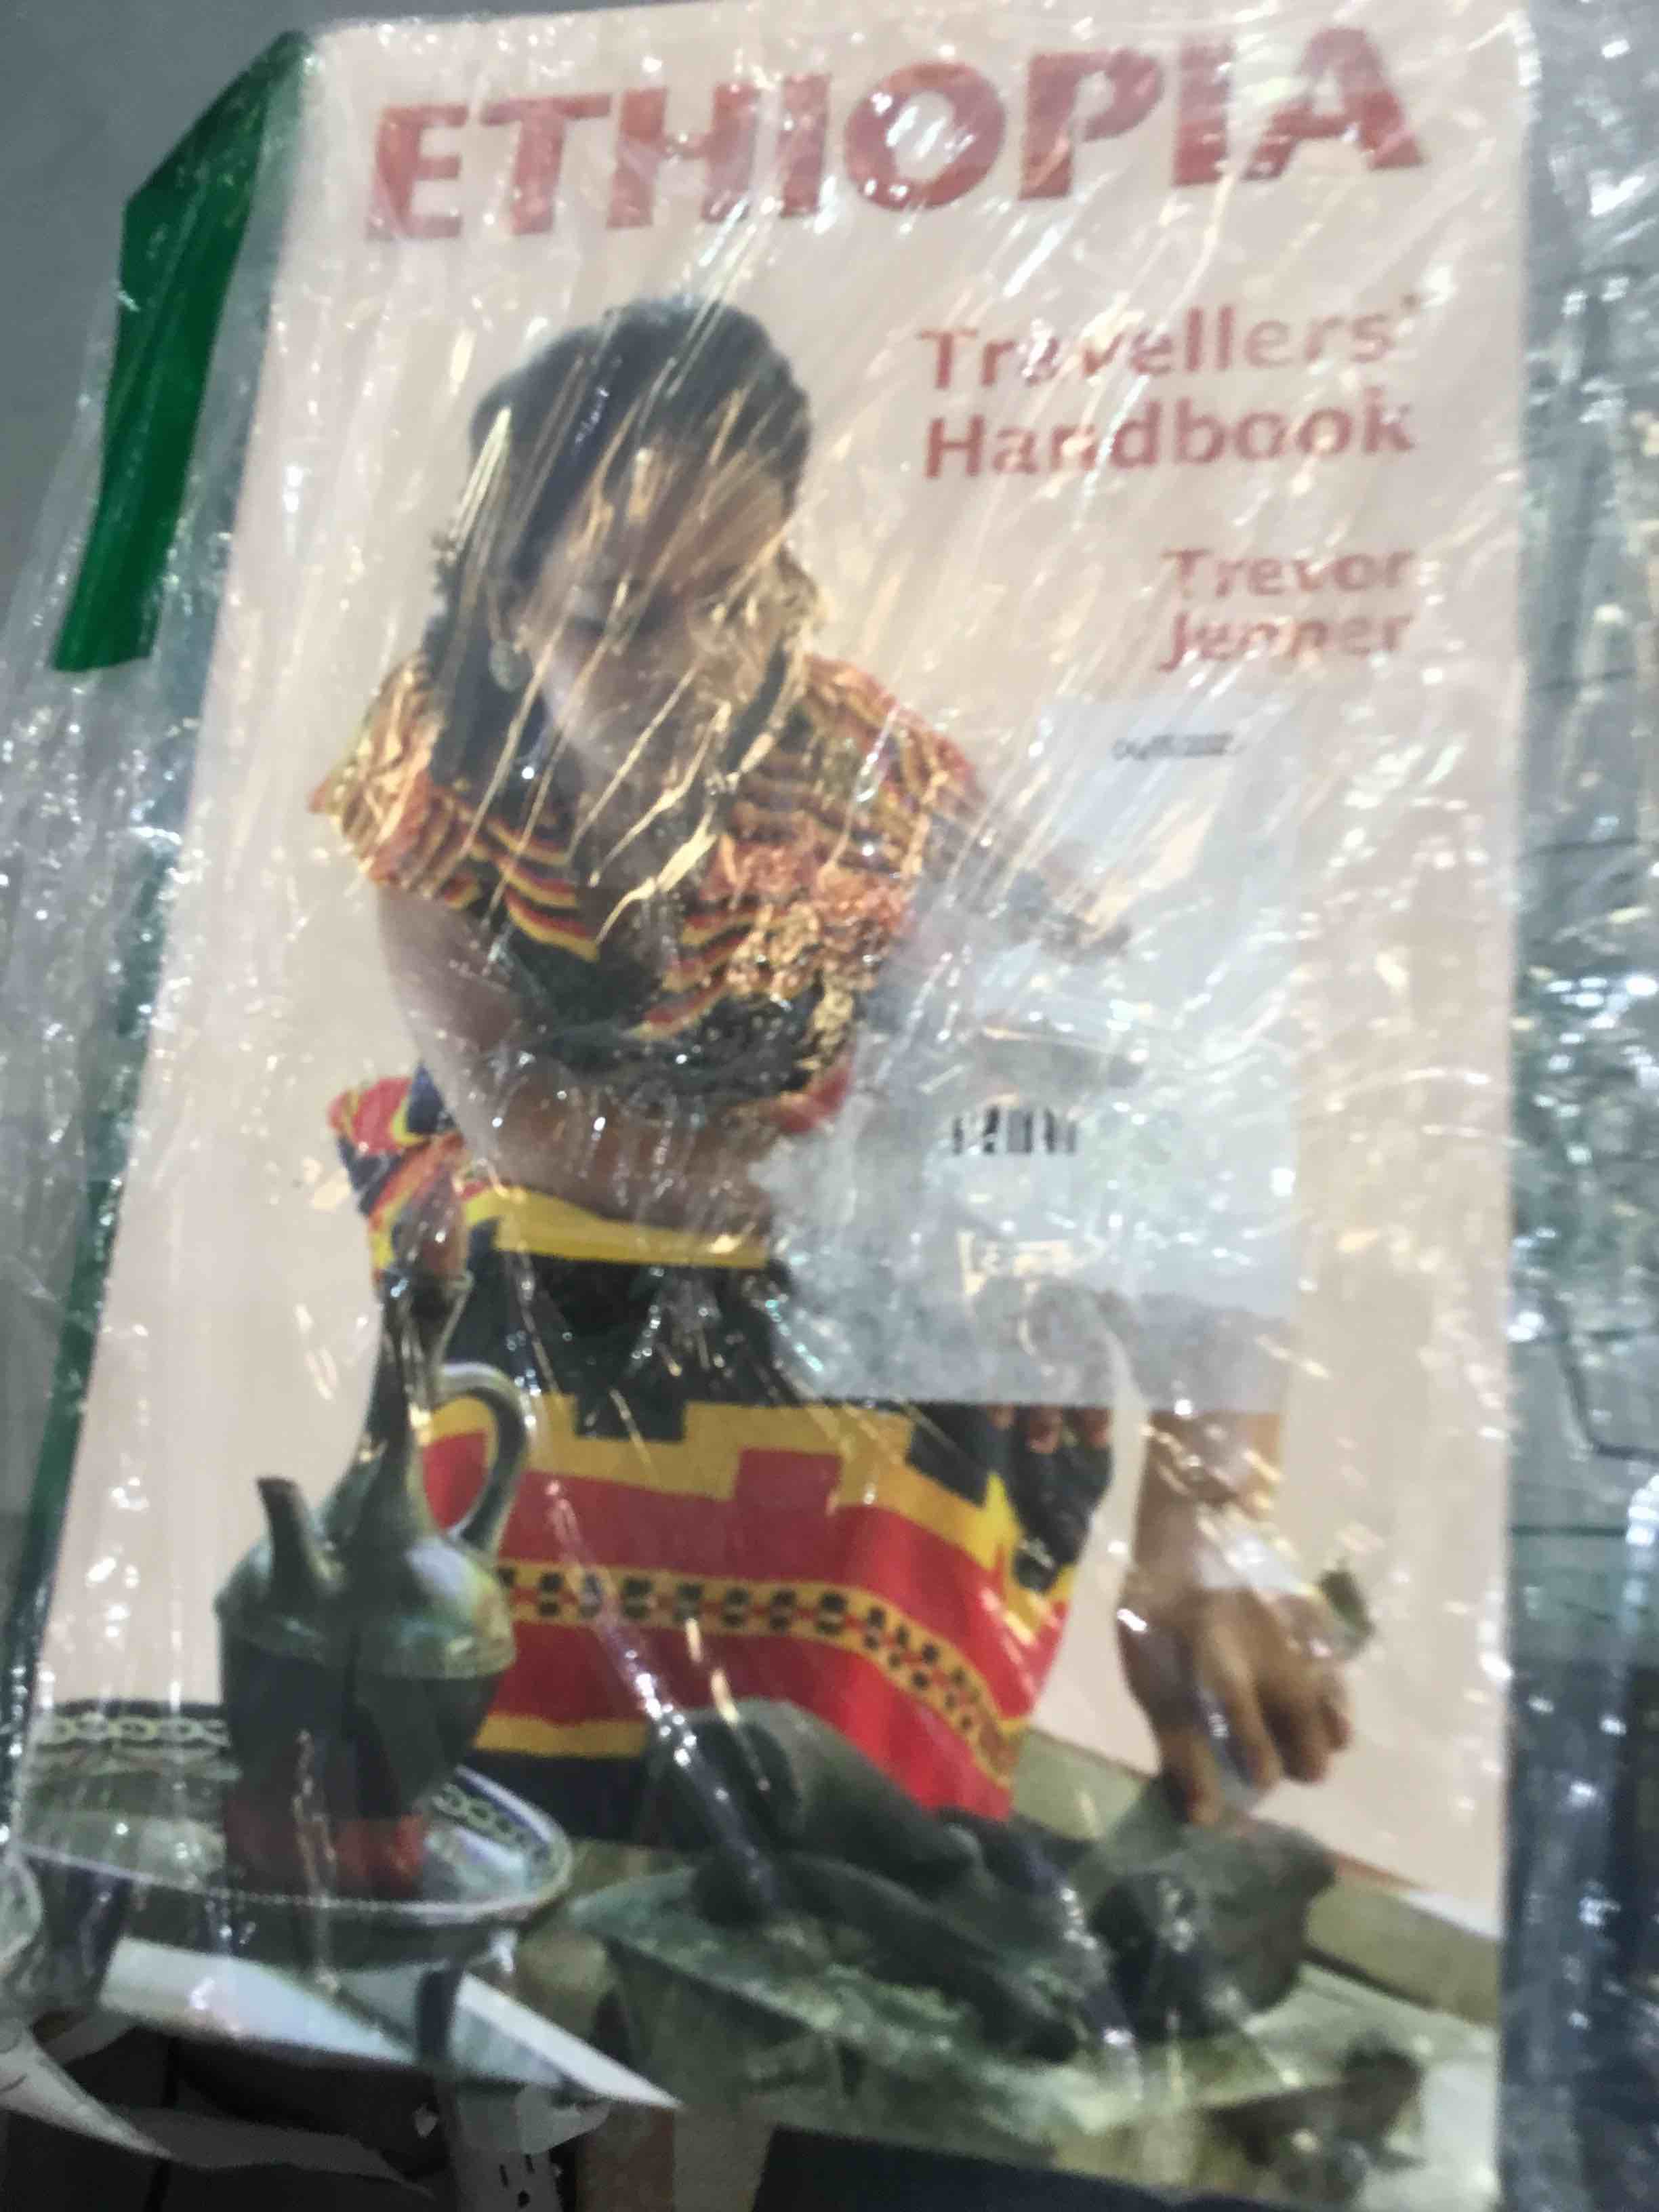 ETHIOPIA
Travellers'
Handbook
Trevor
Jenner